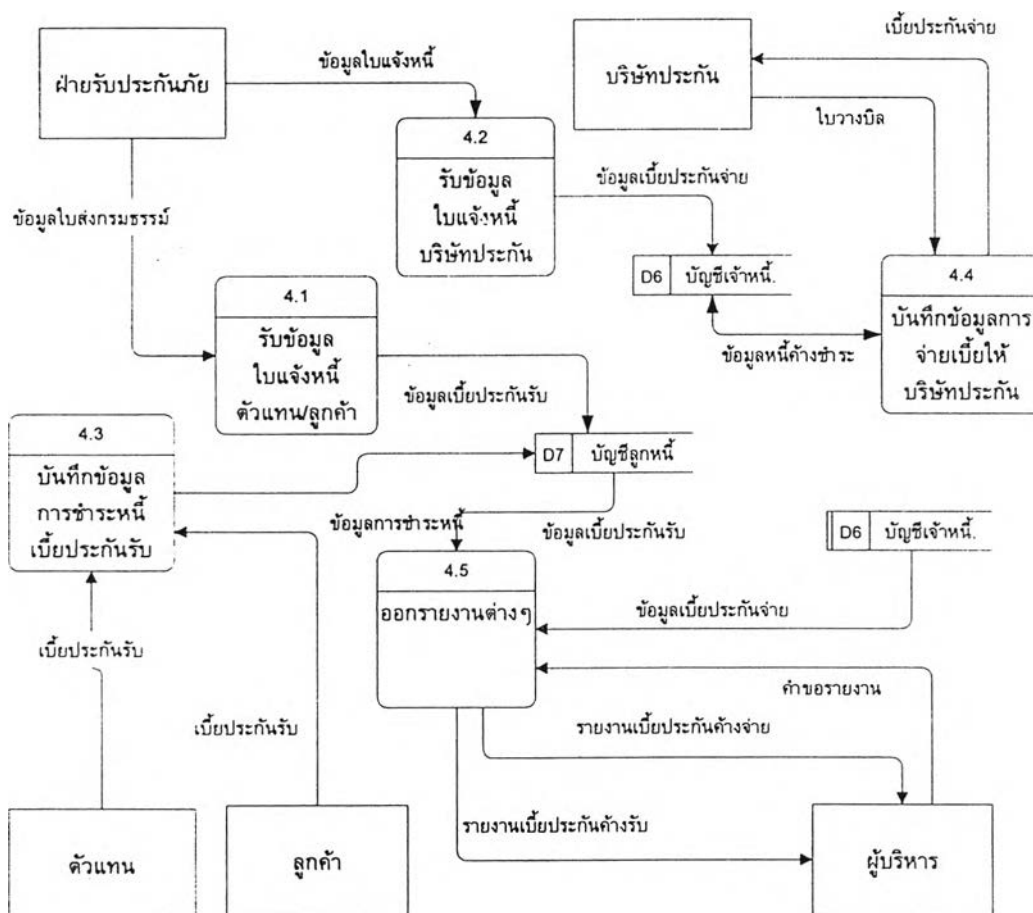 เบี้ยประกันจ่าย
ข้อมูลใบแจ้งหนี้
ฝ่ายรับประกันภัย
บริษัทประกัน
ใบวางบิล
4.2
รับข้อมูล
ใบแจ้งหนี้
บริษัทประกัน
ข้อมูลเบี้ยประกันจ่าย
ข้อมูลใบส่งกรมธรรม์
D6 บัญชีเจ้าหนี้.
4.4
บันทึกข้อมูลการ
จ่ายเบี้ยให้
บริษัทประกัน
4.1
รับข้อมูล
ใบแจ้งหนี้
ตัวแทน/ลูกค้า
ข้อมูลหนี้ค้างชำระ
ข้อมูลเบี้ยประกันรับ
4.3
บันทึกข้อมูล
การชำระหนี้
เบี้ยประกันรับ
D7 บัญชีลูกหนี้
ข้อมูลการชำระหนี้
ข้อมูลเบี้ยประกันรับ
D6 บัญชีเจ้าหนี้.
4.5
ออกรายงานต่างๆ
ข้อมูลเบี้ยประกันจ่าย
เบี้ยประกันรับ
คำขอรายงาน
เบี้ยประกันรับ
รายงานเบี้ยประกันค้างจ่าย
รายงานเบี้ยประกันค้างรับ
ตัวแทน
ลูกค้า
ผู้บริหาร